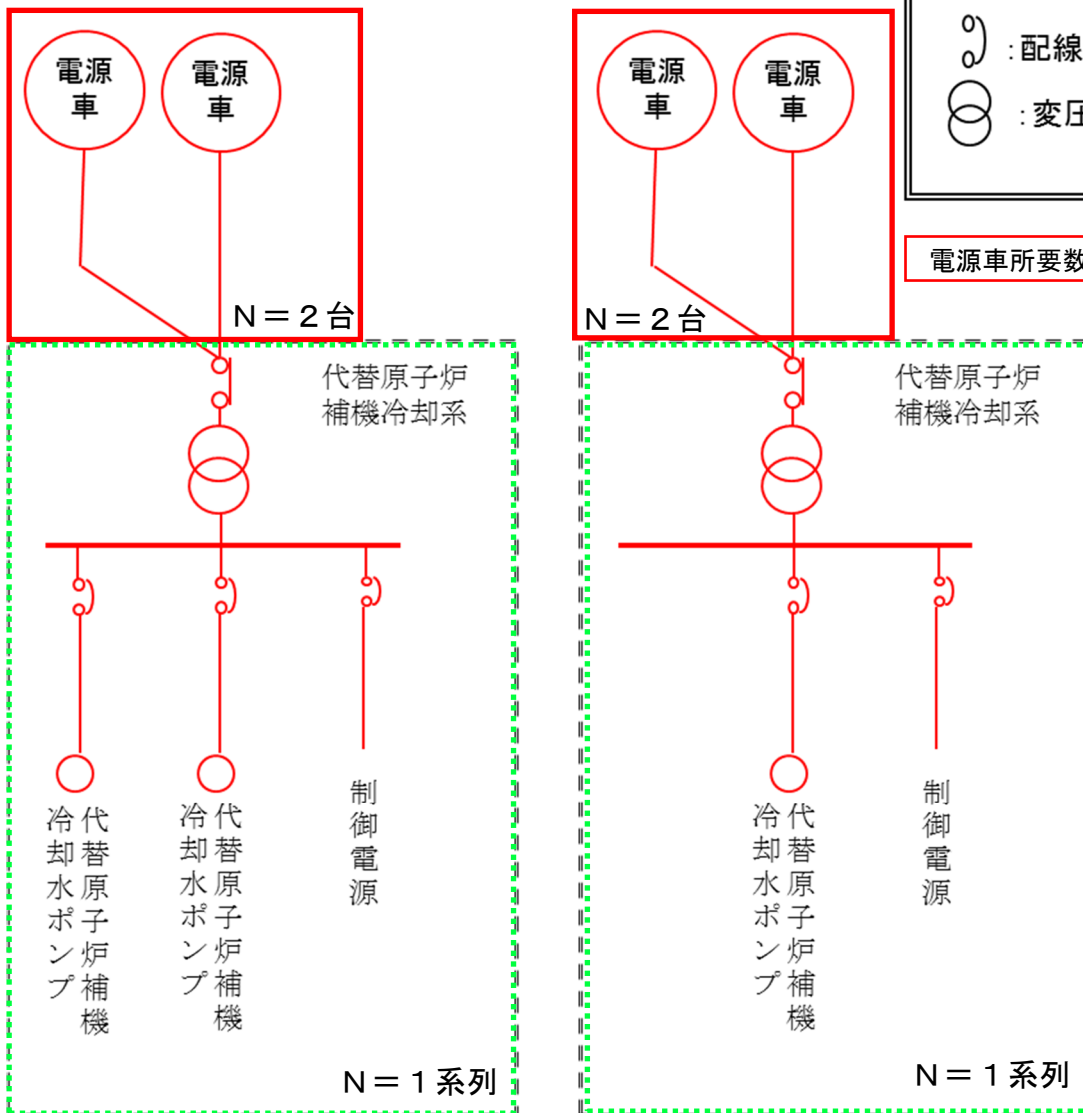 電源
車
電源
車
N＝2台
代替原子炉
補機冷却系
代替原子炉補機
冷却水ポンプ
代替原子炉補機
冷却水ポンプ
制御電源
N＝1系列
電源
車
電源
車
N＝2台
代替原子炉
補機冷却系
代替原子炉補機
冷却水ポンプ
制御電源
N＝1系列
:配線
:変圧
電源車所要数